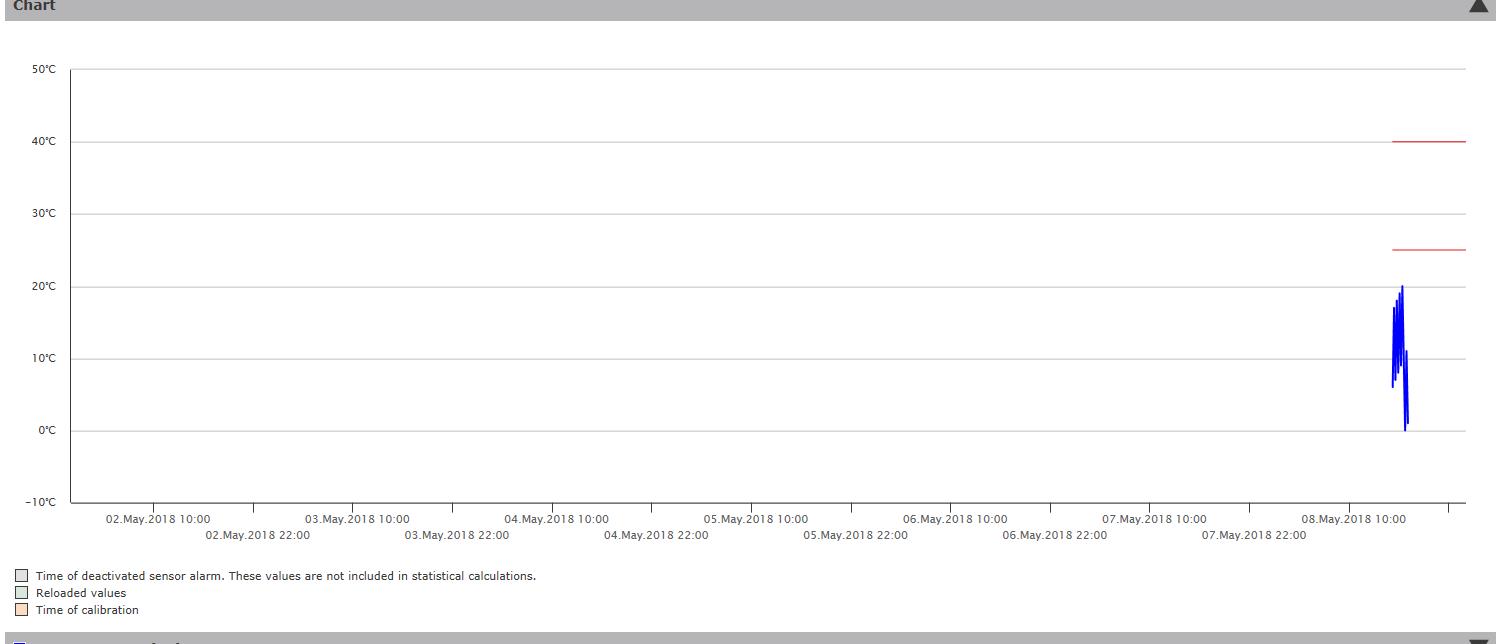 Chart
50°C
40°C
30°C
20°C
10°C
0°C
-10°C
02.May.2018 10:00 03.May.2018 10:00 04.May.2018 10:00 05.May.2018 10:00 06.May.2018 10:00 07.May.2018 10:00 08.May.2018 10:00
02.May.2018 22:00 03.May.2018 22:00 04.May.2018 22:00 05.May.2018 22:00 06.May.2018 22:00 07.May.2018 22:00
Time of deactivated sensor alarm. These values are not included in statistical calculations.
Reloaded values
Time of calibration